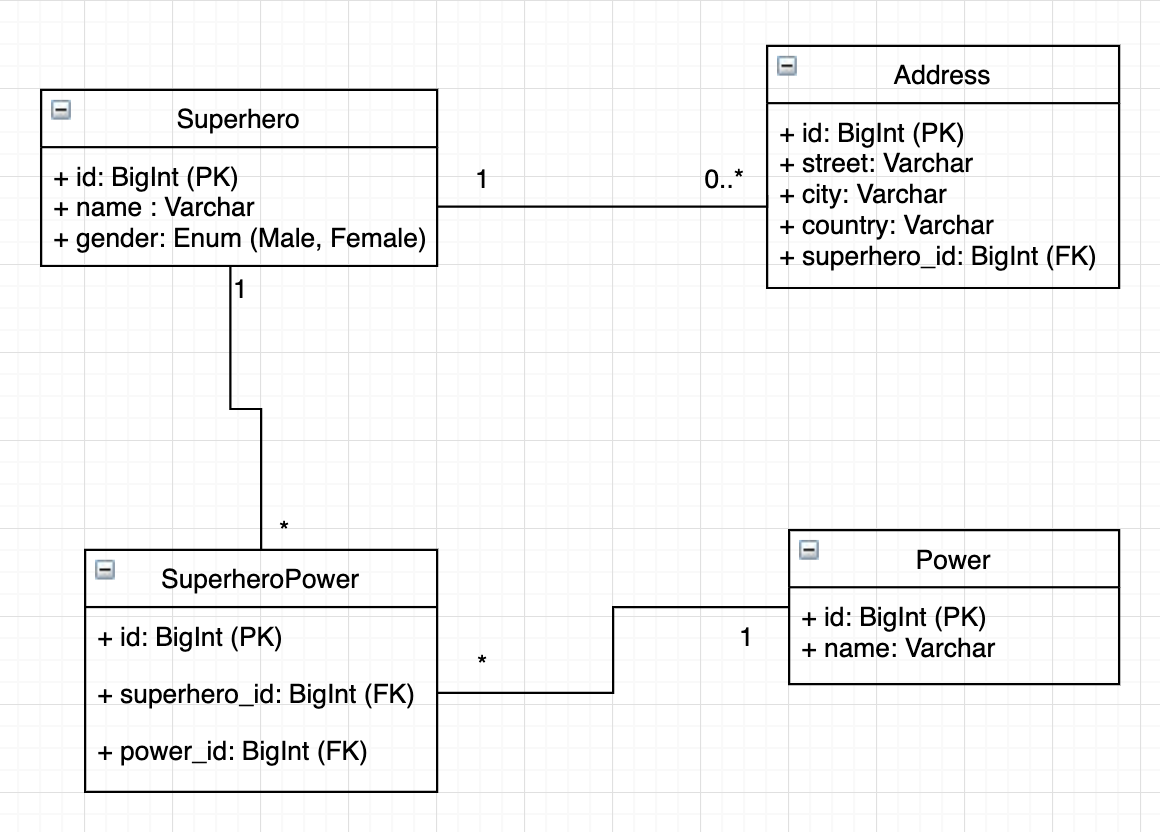 Superhero
+ id: BigInt (PK)
+ name : Varchar
+ gender: Enum (Male, Female)
1
0..*
Address
+ id: BigInt (PK)
+ street: Varchar
+ city: Varchar
+ country: Varchar
+ superhero_id: BigInt (FK)
1
*
SuperheroPower
+ id: BigInt (PK)
+ superhero_id: BigInt (FK)
+ power_id: BigInt (FK)
*
1
Power
+ id: BigInt (PK)
+ name: Varchar